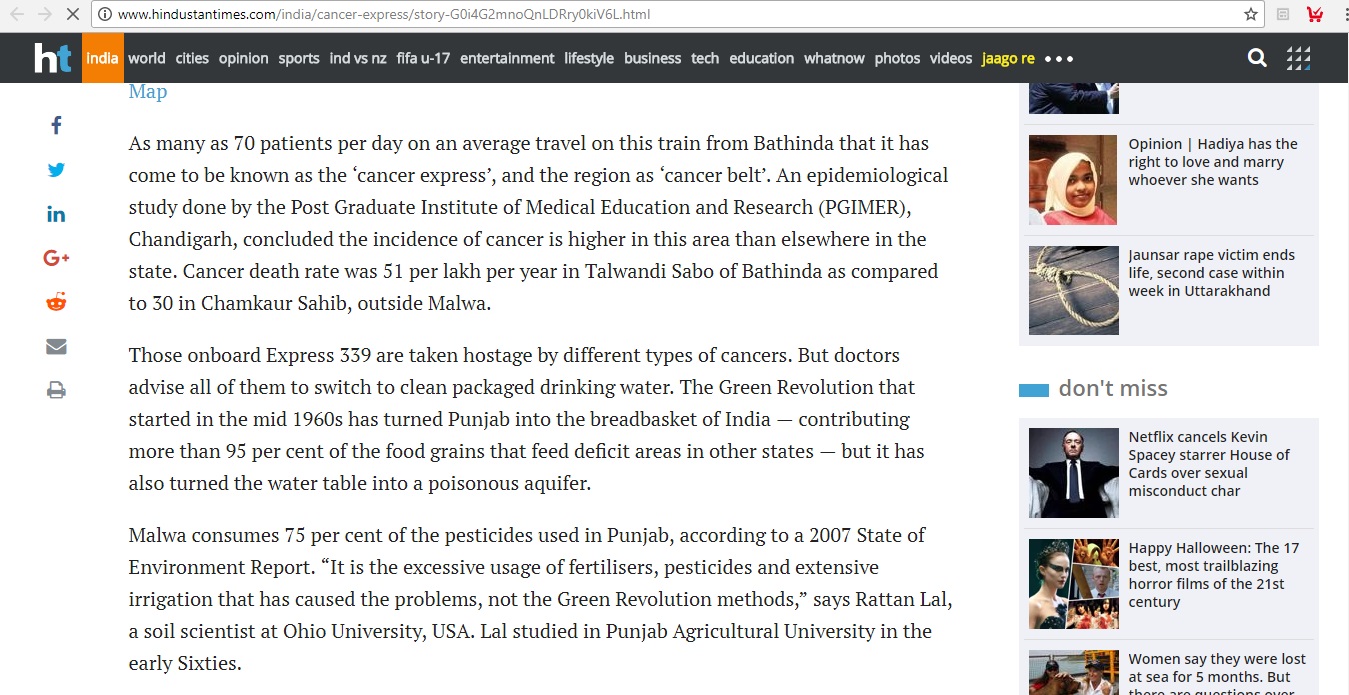 www.hindustantimes.com/india/cancer-express/story-G0i4G2mnoQnLDRry0kiV6L.html
ht india world cities opinion sports ind vs nz fifa u-17 entertainment lifestyle business tech education whatnow photos videos jaago re
Map
As many as 70 patients per day on an average travel on this train from Bathinda that it has
come to be known as the ‘cancer express’, and the region as ‘cancer belt’. An epidemiological
study done by the Post Graduate Institute of Medical Education and Research (PGIMER),
Chandigarh, concluded the incidence of cancer is higher in this area than elsewhere in the
state. Cancer death rate was 51 per lakh per year in Talwandi Sabo of Bathinda as compared
to 30 in Chamkaur Sahib, outside Malwa.
Those onboard Express 339 are taken hostage by different types of cancers. But doctors
advise all of them to switch to clean packaged drinking water. The Green Revolution that
started in the mid 1960s has turned Punjab into the breadbasket of India — contributing
more than 95 per cent of the food grains that feed deficit areas in other states — but it has
also turned the water table into a poisonous aquifer.
Malwa consumes 75 per cent of the pesticides used in Punjab, according to a 2007 State of
Environment Report. “It is the excessive usage of fertilisers, pesticides and extensive
irrigation that has caused the problems, not the Green Revolution methods,” says Rattan Lal,
a soil scientist at Ohio University, USA. Lal studied in Punjab Agricultural University in the
early Sixties.
Opinion | Hadiya has the
right to love and marry
whoever she wants
Jaunsar rape victim ends
life, second case within
week in Uttarakhand
don't miss
Netflix cancels Kevin
Spacey starrer House of
Cards over sexual
misconduct char
Happy Halloween: The 17
best, most trailblazing
horror films of the 21st
century
Women say they were lost
at sea for 5 months. But
there are questions over